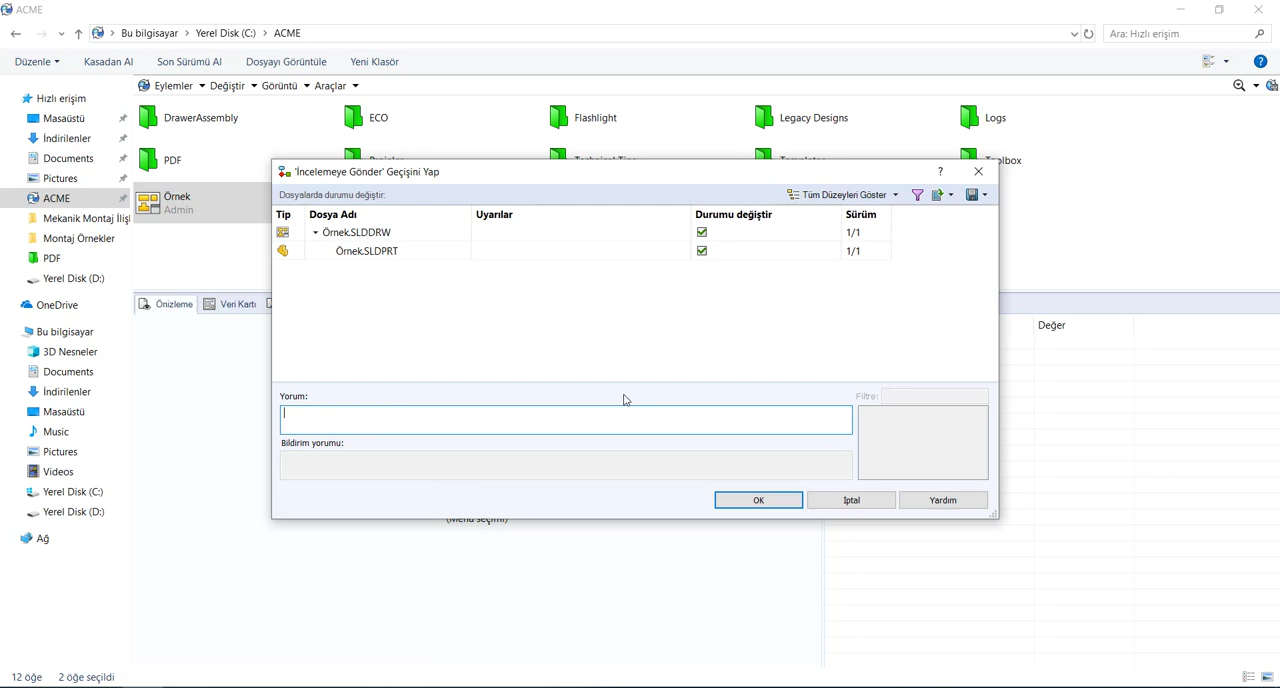 ACME
Bu bilgisayar > Yerel Disk (C:) > ACME
Ara: Hızlı erişim
Düzenle
Kasadan Al
Son Sürümü Al
Dosyayı Görüntüle
Yeni Klasör
Eylemler
Değiştir
Görüntü
Araçlar
Hızlı erişim
Masaüstü
İndirilenler
Documents
Pictures
ACME
Mekanik Montaj İlişl
Montaj Örnekler
PDF
Yerel Disk (D:)
OneDrive
Bu bilgisayar
3D Nesneler
Documents
İndirilenler
Masaüstü
Music
Pictures
Videos
Yerel Disk (C:)
Yerel Disk (D:)
Ağ
DrawerAssembly
ECO
Flashlight
Legacy Designs
Logs
PDF
Toolbox
Örnek
Admin
Önizleme
Veri Kartı
Değer
'İncelemeye Gönder' Geçişini Yap
?
Dosyalarda durumu değiştir:
Tüm Düzeyleri Göster
Tip Dosya Adı Uyarılar Durumu değiştir Sürüm
Örnek.SLDDRW 1/1
Örnek.SLDPRT 1/1
Yorum:
Filtre:
Bildirim yorumu:
OK
İptal
Yardım
(Menü seçimi)
12 öğe 2 öğe seçildi